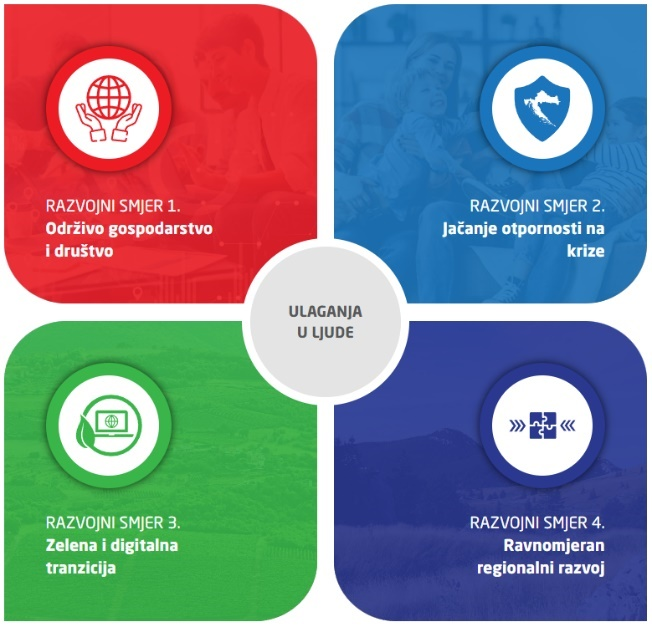 RAZVOJNI SMJER 1.
Održivo gospodarstvo
i društvo
RAZVOJNI SMJER 2.
Jačanje otpornosti na
krize
ULAGANJA
U LJUDE
RAZVOJNI SMJER 3.
Zelena i digitalna
tranzicija
RAZVOJNI SMJER 4.
Ravnomjeran
regionalni razvoj